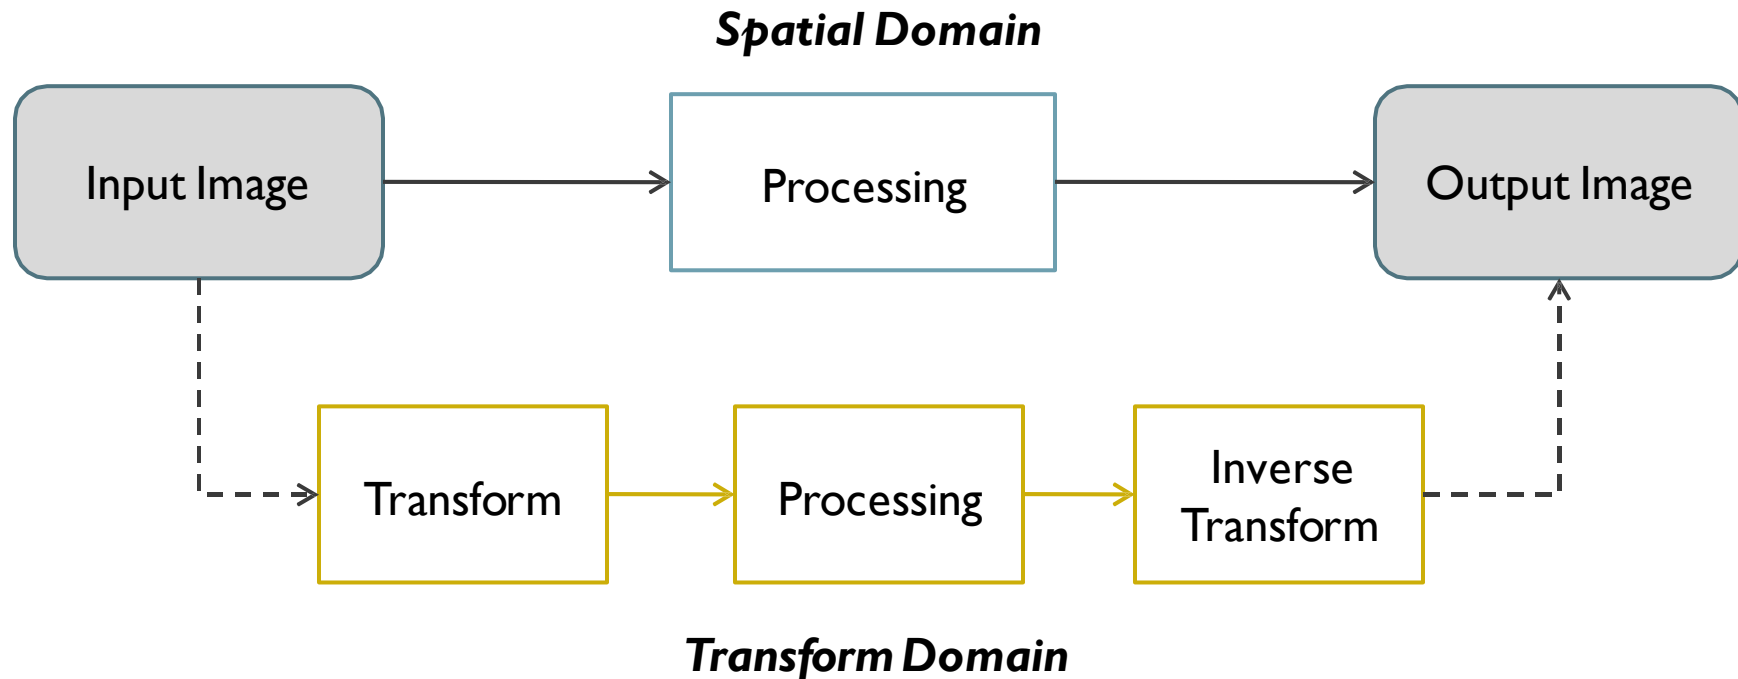 Spatial Domain
Input Image
Processing
Output Image
Transform
Processing
Inverse
Transform
Transform Domain